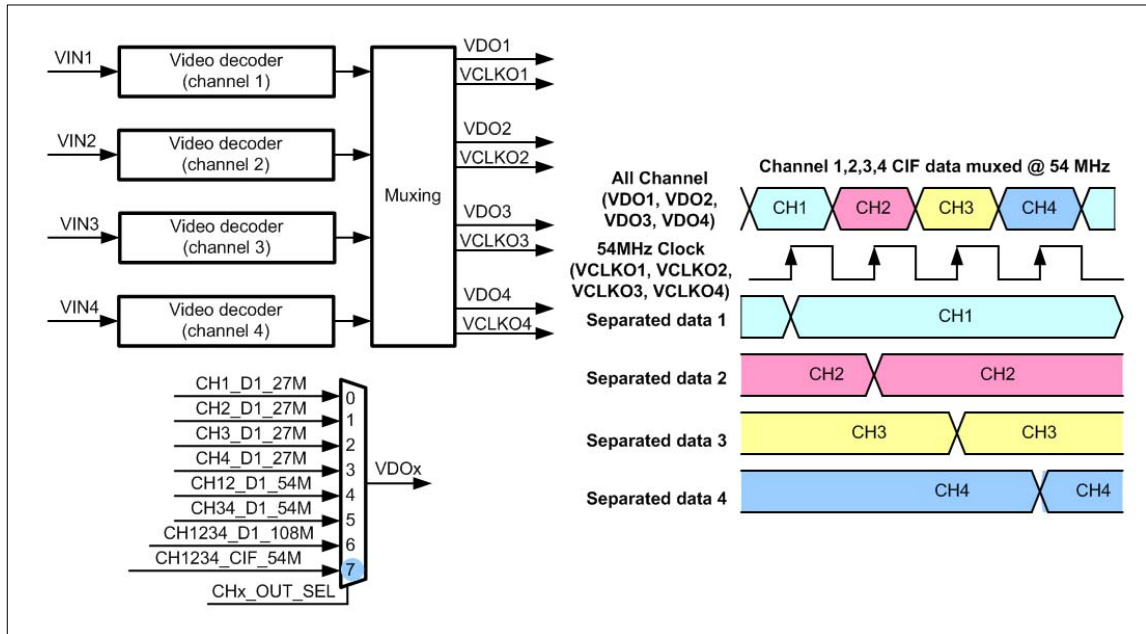 VIN1
Video decoder
(channel 1)
VDO1
VCLKO1
VIN2
Video decoder
(channel 2)
VDO2
VCLKO2
VIN3
Video decoder
(channel 3)
VDO3
VCLKO3
VIN4
Video decoder
(channel 4)
VDO4
VCLKO4
Muxing
CH1_D1_27M
0
CH2_D1_27M
1
CH3_D1_27M
2
CH4_D1_27M
3
CH12_D1_54M
4
CH34_D1_54M
5
CH1234_D1_108M
6
CH1234_CIF_54M
7
CHx_OUT_SEL
VDOx
Channel 1,2,3,4 CIF data muxed @ 54 MHz
All Channel
(VDO1, VDO2,
VDO3, VDO4)
CH1 CH2 CH3 CH4
54MHz Clock
(VCLKO1, VCLKO2,
VCLKO3, VCLKO4)
Separated data 1
CH1
Separated data 2
CH2 CH2
Separated data 3
CH3 CH3
Separated data 4
CH4 CH4